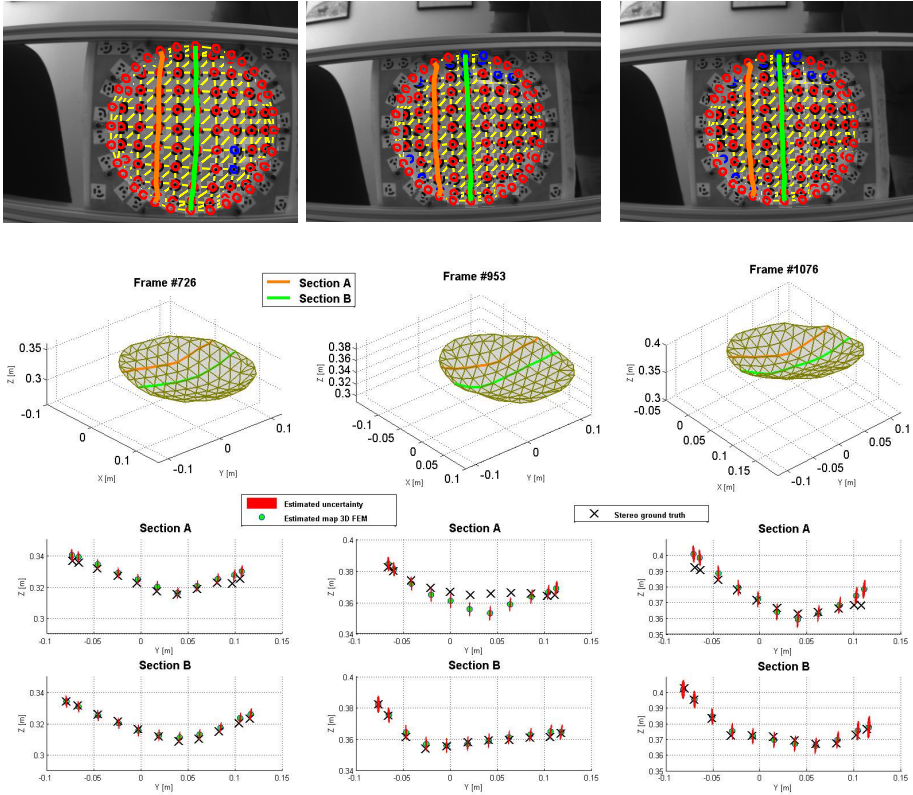 Frame #726
Section A
Section B
Frame #953
Frame #1076
0.35
0.3
Z [m]
-0.1
0
0.1
X [m]
-0.1
0
0.1
Y [m]
0.38
0.36
0.34
0.32
0.3
Z [m]
-0.1
-0.05
0
0.05
0.1
X [m]
-0.1
0
0.1
Y [m]
0.4
0.35
0.3
Z [m]
-0.05
0
0.05
0.1
0.15
X [m]
-0.1
-0.05
0
0.05
0.1
Y [m]
Estimated uncertainty
Estimated map 3D FEM
Stereo ground truth
Section A
0.34
0.32
0.3
Z [m]
-0.1 -0.05 0 0.05 0.1 0.15
Y [m]
Section A
0.4
0.38
0.36
0.34
Z [m]
-0.1 -0.05 0 0.05 0.1 0.15
Y [m]
Section A
0.4
0.39
0.38
0.37
0.36
0.35
Z [m]
-0.1 -0.05 0 0.05 0.1 0.15
Y [m]
Section B
0.34
0.32
0.3
Z [m]
-0.1 -0.05 0 0.05 0.1 0.15
Y [m]
Section B
0.4
0.38
0.36
0.34
Z [m]
-0.1 -0.05 0 0.05 0.1 0.15
Y [m]
Section B
0.4
0.39
0.38
0.37
0.36
0.35
Z [m]
-0.1 -0.05 0 0.05 0.1 0.15
Y [m]